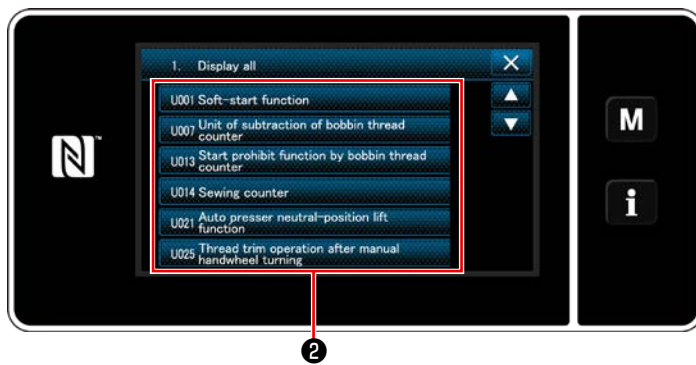 1. Display all
U001 Soft-start function
U007 Unit of subtraction of bobbin thread
counter
U013 Start prohibit function by bobbin thread
counter
U014 Sewing counter
U021 Auto presser neutral-position lift
function
U025 Thread trim operation after manual
handwheel turning
M
i
❷